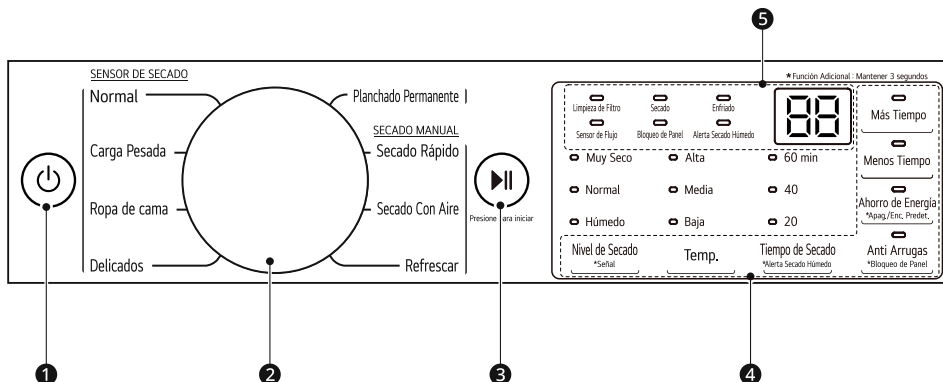 5
* Función Adicional : Mantener 3 segundos
SENSOR DE SECADO
Normal
Carga Pesada
Ropa de cama
Delicados
Planchado Permanente
SECADO MANUAL
Secado Rápido
Secado Con Aire
Refrescar
Presione para iniciar
Limpieza de Filtro
Secado
Enfriado
Sensor de Flujo
Bloqueo de Panel
Alerta Secado Húmedo
88
Muy Seco
Alta
60 min
Normal
Media
40
Húmedo
Baja
20
Nivel de Secado
*Señal
Temp.
Tiempo de Secado
*Alerta Secado Húmedo
Más Tiempo
Menos Tiempo
Ahorro de Energía
*Apag./Enc. Predet.
Anti Arrugas
*Bloqueo de Panel
1
2
3
4